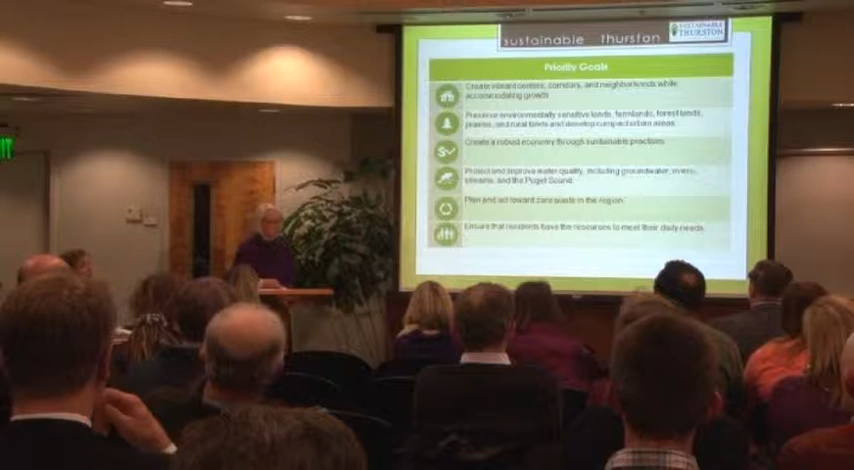 sustainable thurston
SUSTAINABLE
THURSTON
Priority Goals
Create vibrant centers, corridors, and neighborhoods while
accommodating growth.
Preserve environmentally sensitive lands, farmlands, forest lands,
prairies, and rural lands and develop compact urban areas.
Create a robust economy through sustainable practices.
Protect and improve water quality, including groundwater, rivers,
streams, and the Puget Sound.
Plan and act toward zero waste in the region.
Ensure that residents have the resources to meet their daily needs.